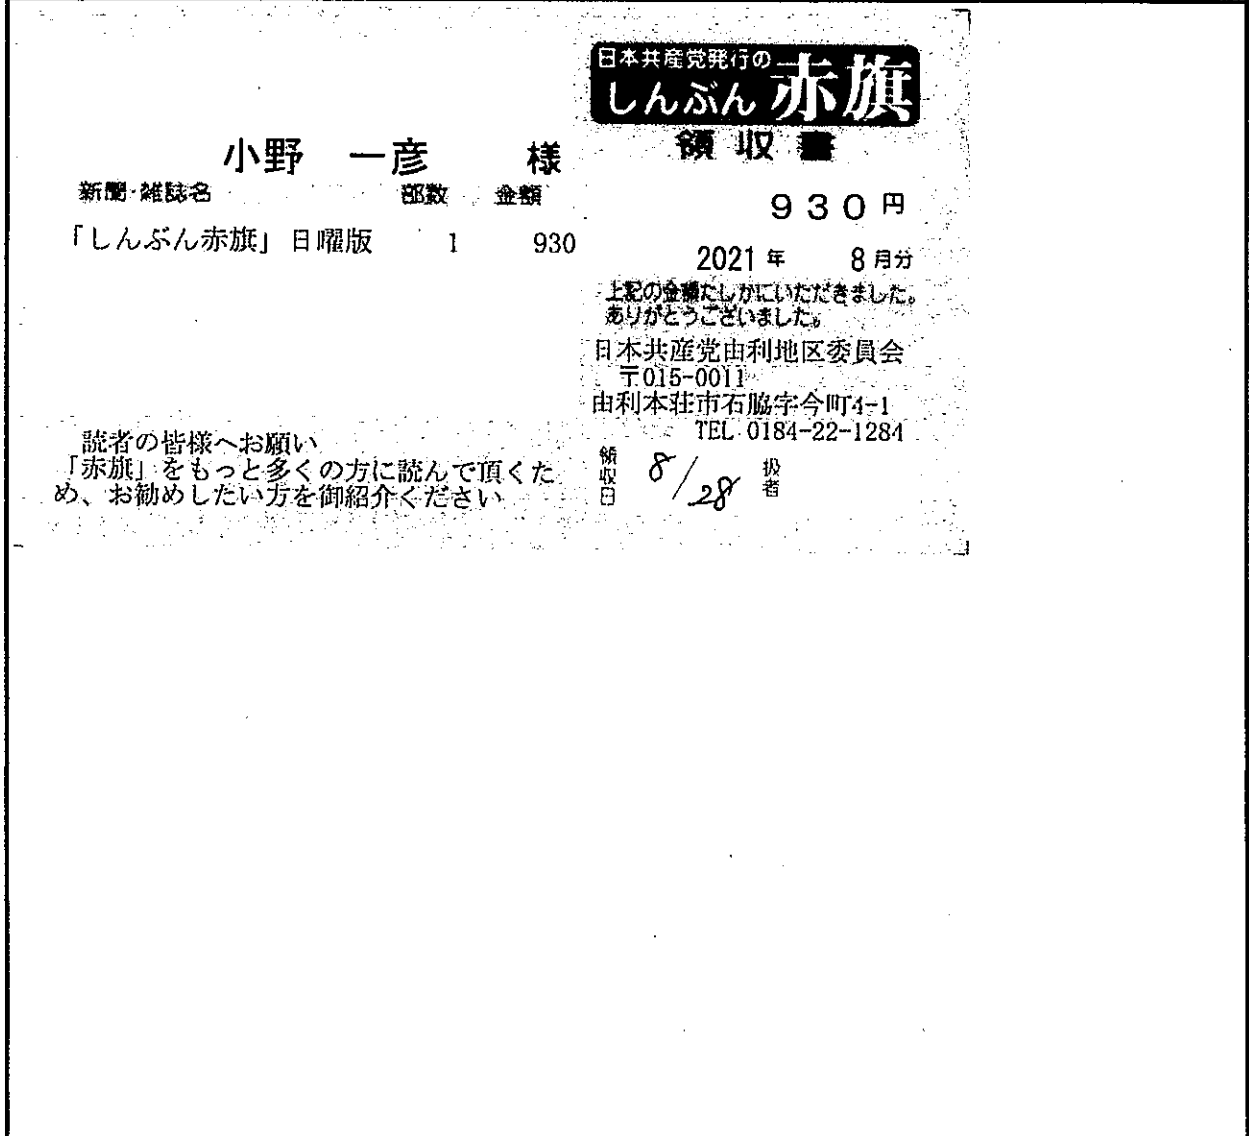 日本共産党発行の
しんぶん 赤旗
領収書
小野 一彦 様
新聞・雑誌名 部数 金額
「しんぶん赤旗」日曜版 1 930
930円
2021年 8月分
上記の金額たしかにいただきました。
ありがとうございました。
日本共産党由利地区委員会
〒015-0011
由利本荘市石脇字今町4-1
TEL 0184-22-1284
読者の皆様へお願い
「赤旗」をもっと多くの方に読んで頂くた
め、お勧めしたい方を御紹介ください
領収日 8/28 扱者